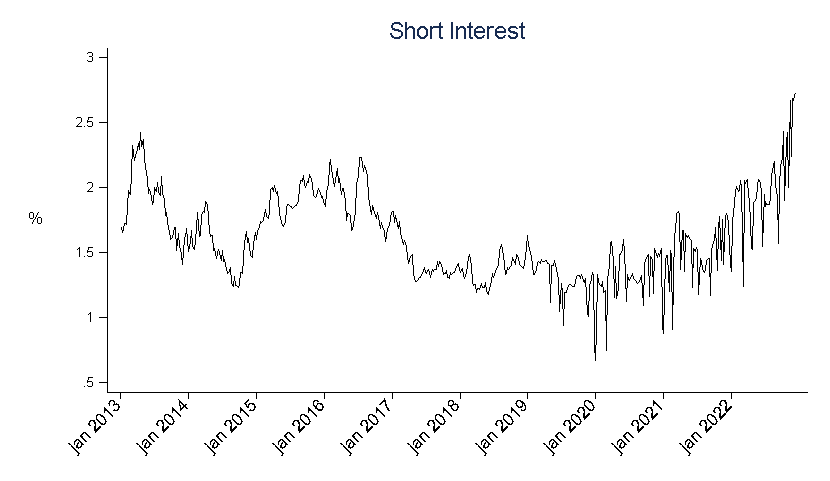 Short Interest
3
2.5
2
1.5
1
.5
%
jan 2013
jan 2014
jan 2015
jan 2016
jan 2017
jan 2018
jan 2019
jan 2020
jan 2021
jan 2022